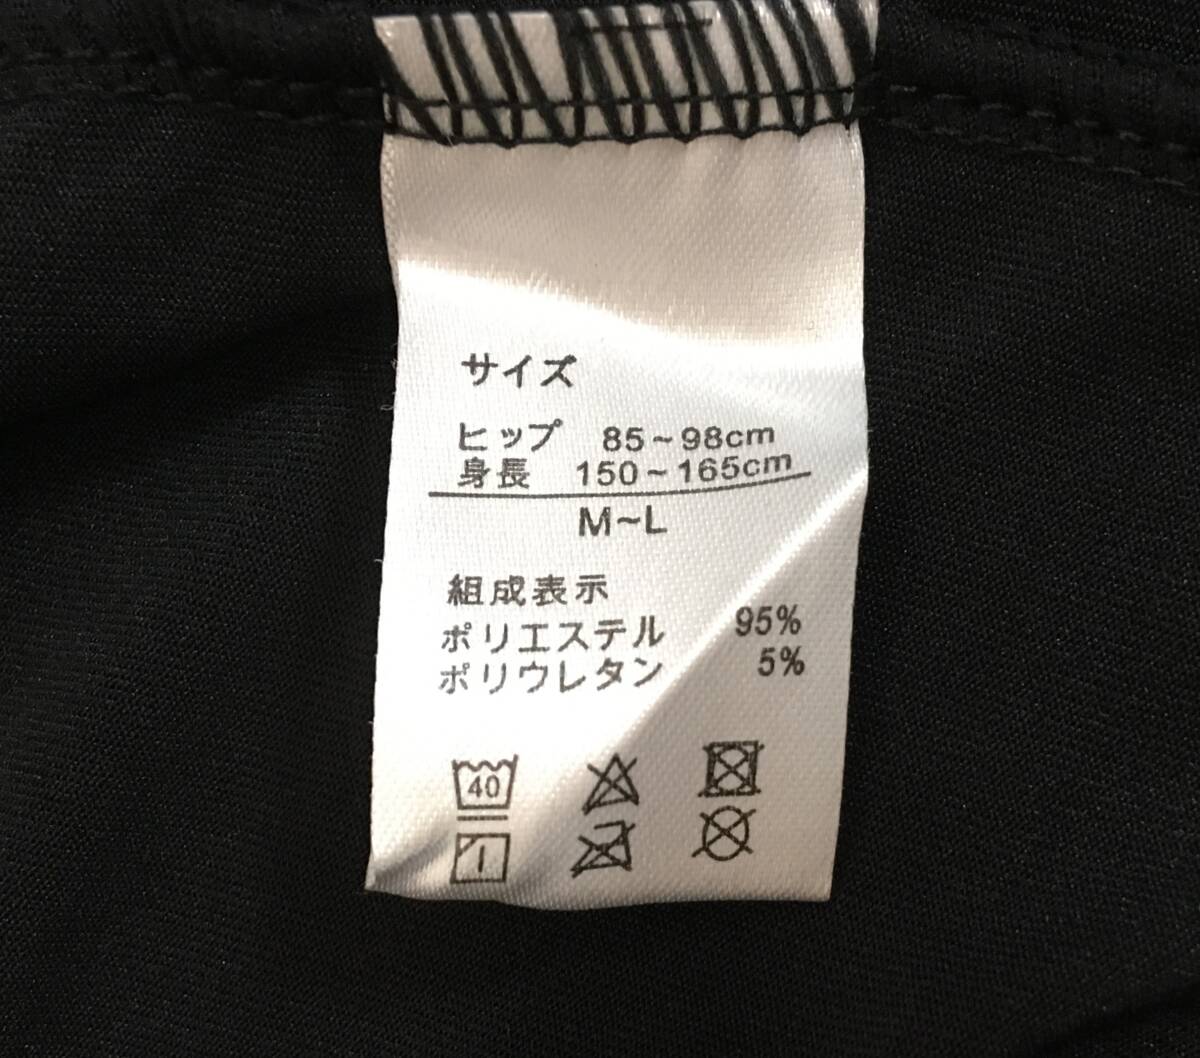 サイズ
ヒップ 85～98cm
身長 150～165cm
M～L
組成表示
ポリエステル 95%
ポリウレタン 5%
40